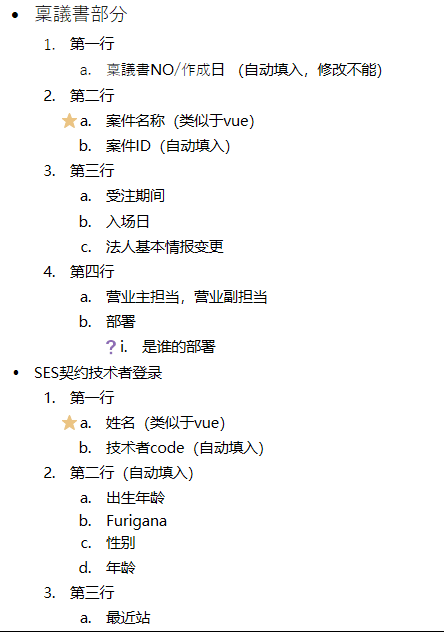 • 稟議書部分
1. 第一行
a. 稟議書NO/作成日 （自动填入，修改不能）
2. 第二行
a. 案件名称（类似于vue）
b. 案件ID（自动填入）
3. 第三行
a. 受注期间
b. 入场日
c. 法人基本情报变更
4. 第四行
a. 营业主担当，营业副担当
b. 部署
? i. 是谁的部署
• SES契约技术者登录
1. 第一行
a. 姓名（类似于vue）
b. 技术者code（自动填入）
2. 第二行（自动填入）
a. 出生年龄
b. Furigana
c. 性别
d. 年龄
3. 第三行
a. 最近站